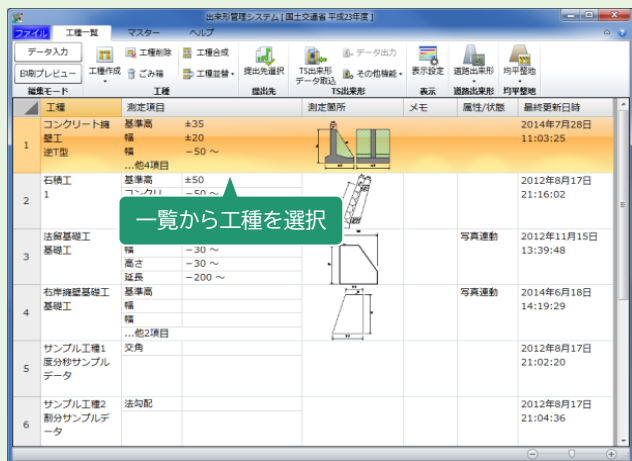 出来形管理システム [ 国土交通省 平成23年度 ]
ファイル 工種一覧 マスター ヘルプ
データ入力 工種削除 工種合成 データ出力
印刷プレビュー 工種作成 ごみ箱 工種並替 提出先選択 TS出来形 データ取込 その他機能 表示設定 道路出来形 均平整地
編集モード 工種 提出先 TS出来形 表示 道路出来形 均平整地
工種 測定項目 測定箇所 メモ 属性/状態 最終更新日時
1 コンクリート擁 基準高 ±35 2014年7月28日
壁工 幅 ±20 11:03:25
逆T型 幅 －50 ～
...他4項目
2 石積工 基準高 ±50 2012年8月17日
1 21:16:02
一覧から工種を選択
3 法留基礎工 写真連動 2012年11月15日
基礎工 幅 －30 ～ 13:39:48
高さ －30 ～
延長 －200 ～
4 右岸擁壁基礎工 基準高 写真連動 2014年6月18日
基礎工 幅 14:19:29
幅
...他2項目
5 サンプル工種1 交角 2012年8月17日
度分秒サンプル 21:02:20
データ
6 サンプル工種2 法勾配 2012年8月17日
割分サンプルデ 21:04:36
ータ